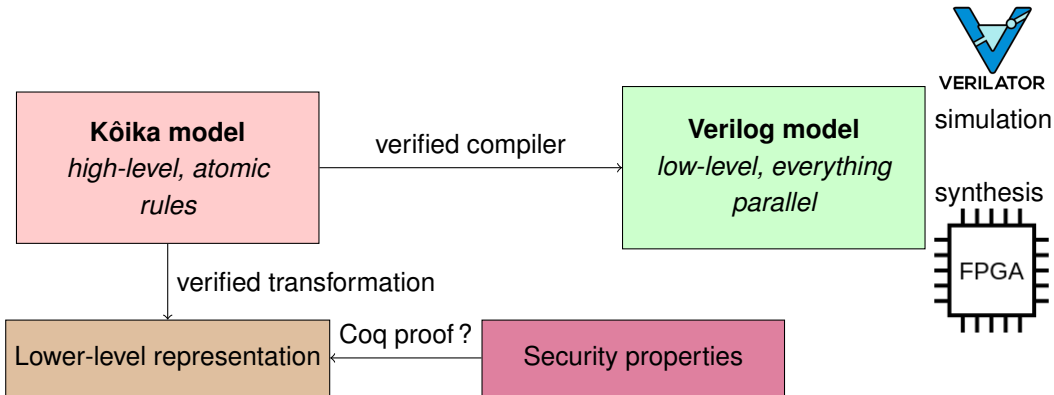 VERILATOR
simulation
Kôika model
high-level, atomic
rules
verified compiler
Verilog model
low-level, everything
parallel
synthesis
FPGA
verified transformation
Lower-level representation
Coq proof ?
Security properties